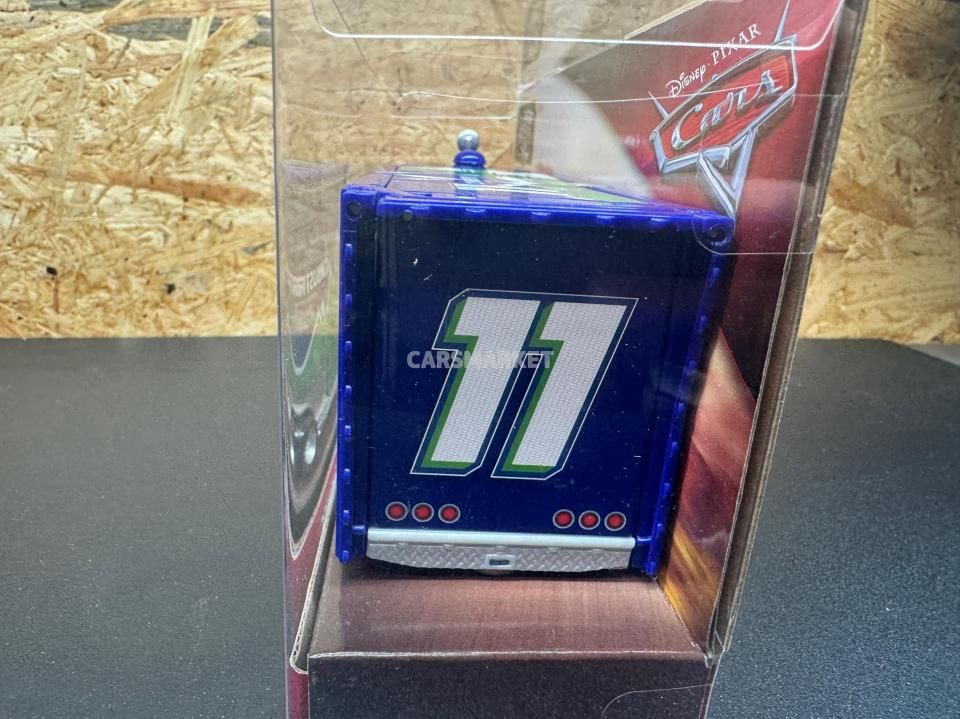 DISNEY · PIXAR
Cars
11
CARSMARKET